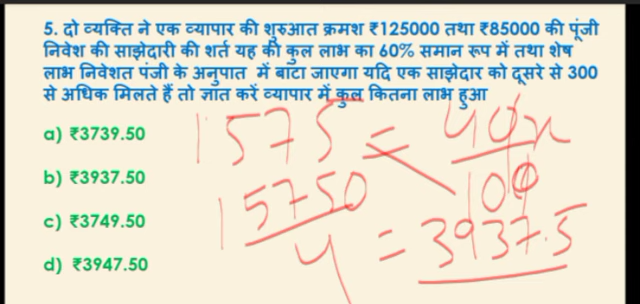 5. दो व्यक्ति ने एक व्यापार की शुरुआत क्रमश ₹125000 तथा ₹85000 की पूंजी
निवेश की साझेदारी की शर्त यह की कुल लाभ का 60% समान रूप में तथा शेष
लाभ निवेशत पंजी के अनुपात में बांटा जाएगा यदि एक साझेदार को दूसरे से 300
से अधिक मिलते हैं तो ज्ञात करें व्यापार में कुल कितना लाभ हुआ
a) ₹3739.50
b) ₹3937.50
c) ₹3749.50
d) ₹3947.50
1575 = 40x
100
15750
4 = 3937.5